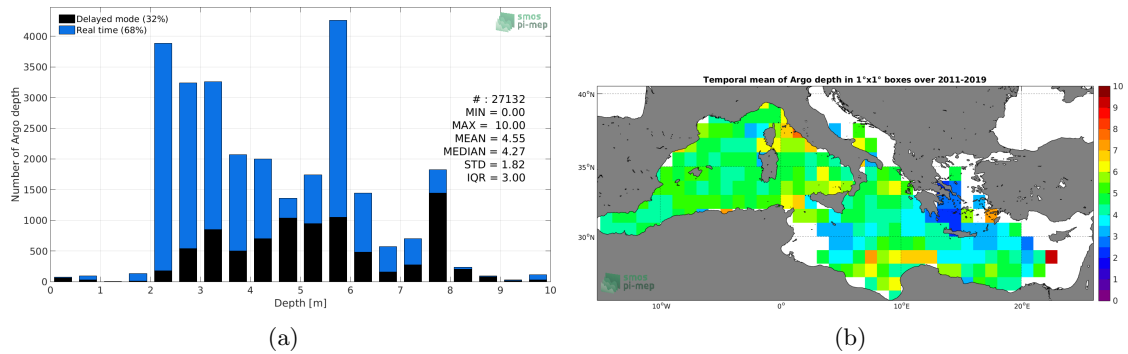 Delayed mode (32%)
Real time (68%)
smos
pi-mep
4000
3500
3000
2500
2000
1500
1000
500
0
Number of Argo depth
# : 27132
MIN = 0.00
MAX = 10.00
MEAN = 4.55
MEDIAN = 4.27
STD = 1.82
IQR = 3.00
0 1 2 3 4 5 6 7 8 9 10
Depth [m]
(a)
Temporal mean of Argo depth in 1°x1° boxes over 2011-2019
40°N
35°N
30°N
10°W 0° 10°E 20°E
10
9
8
7
6
5
4
3
2
1
0
smos
pi-mep
(b)